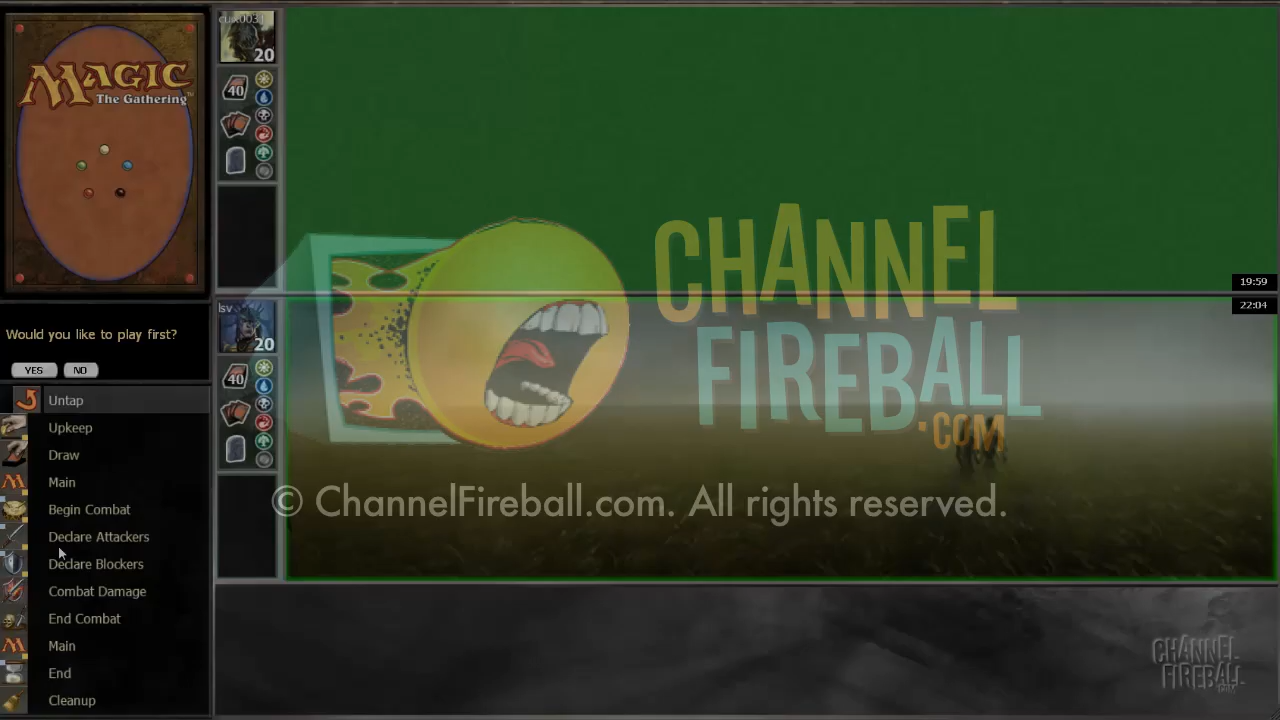 MAGIC
The Gathering
cux003j
20
40
Would you like to play first?
YES
NO
Untap
Upkeep
Draw
Main
Begin Combat
Declare Attackers
Declare Blockers
Combat Damage
End Combat
Main
End
Cleanup
19:59
22:04
lsv
20
40
CHANNEL
FIREBALL
.COM
© ChannelFireball.com. All rights reserved.
CHANNEL
FIREBALL
.COM